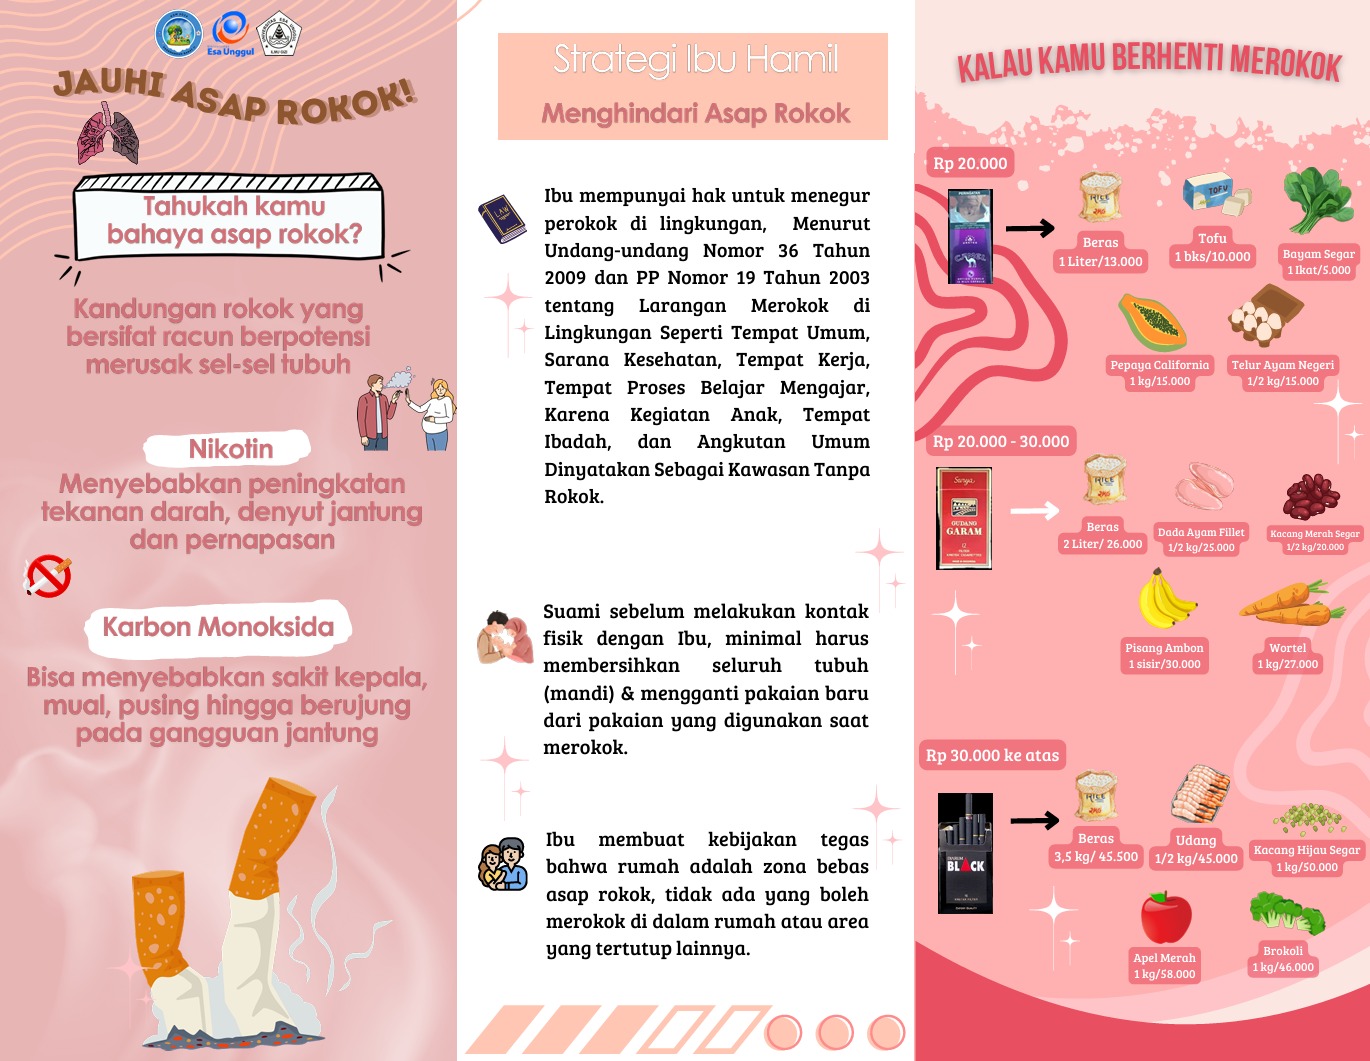 Esa Unggul
JAUHI ASAP ROKOK!
Tahukah kamu
bahaya asap rokok?
Kandungan rokok yang
bersifat racun berpotensi
merusak sel-sel tubuh
Nikotin
Menyebabkan peningkatan
tekanan darah, denyut jantung
dan pernapasan
Karbon Monoksida
Bisa menyebabkan sakit kepala,
mual, pusing hingga berujung
pada gangguan jantung
Strategi Ibu Hamil
Menghindari Asap Rokok
LAW
Ibu mempunyai hak untuk menegur
perokok di lingkungan, Menurut
Undang-undang Nomor 36 Tahun
2009 dan PP Nomor 19 Tahun 2003
tentang Larangan Merokok di
Lingkungan Seperti Tempat Umum,
Sarana Kesehatan, Tempat Kerja,
Tempat Proses Belajar Mengajar,
Karena Kegiatan Anak, Tempat
Ibadah, dan Angkutan Umum
Dinyatakan Sebagai Kawasan Tanpa
Rokok.
Suami sebelum melakukan kontak
fisik dengan Ibu, minimal harus
membersihkan seluruh tubuh
(mandi) & mengganti pakaian baru
dari pakaian yang digunakan saat
merokok.
Ibu membuat kebijakan tegas
bahwa rumah adalah zona bebas
asap rokok, tidak ada yang boleh
merokok di dalam rumah atau area
yang tertutup lainnya.
KALAU KAMU BERHENTI MEROKOK
Rp 20.000
PERINGATAN
CAMEL
RICE
Beras
1 Liter/13.000
TOFU
Tofu
1 bks/10.000
Bayam Segar
1 Ikat/5.000
Pepaya California
1 kg/15.000
Telur Ayam Negeri
1/2 kg/15.000
Rp 20.000 - 30.000
Surya
GUDANG
GARAM
12
RICE
Beras
2 Liter/ 26.000
Dada Ayam Fillet
1/2 kg/25.000
Kacang Merah Segar
1/2 kg/20.000
Pisang Ambon
1 sisir/30.000
Wortel
1 kg/27.000
Rp 30.000 ke atas
DJARUM
BLACK
RICE
Beras
3,5 kg/ 45.500
Udang
1/2 kg/45.000
Kacang Hijau Segar
1 kg/50.000
Apel Merah
1 kg/58.000
Brokoli
1 kg/46.000